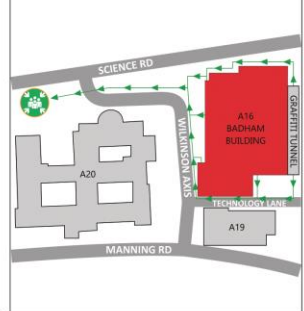 SCIENCE RD
A16
BADHAM
BUILDING
GRAFFITI TUNNEL
WILKINSON AXIS
A20
TECHNOLOGY LANE
A19
MANNING RD